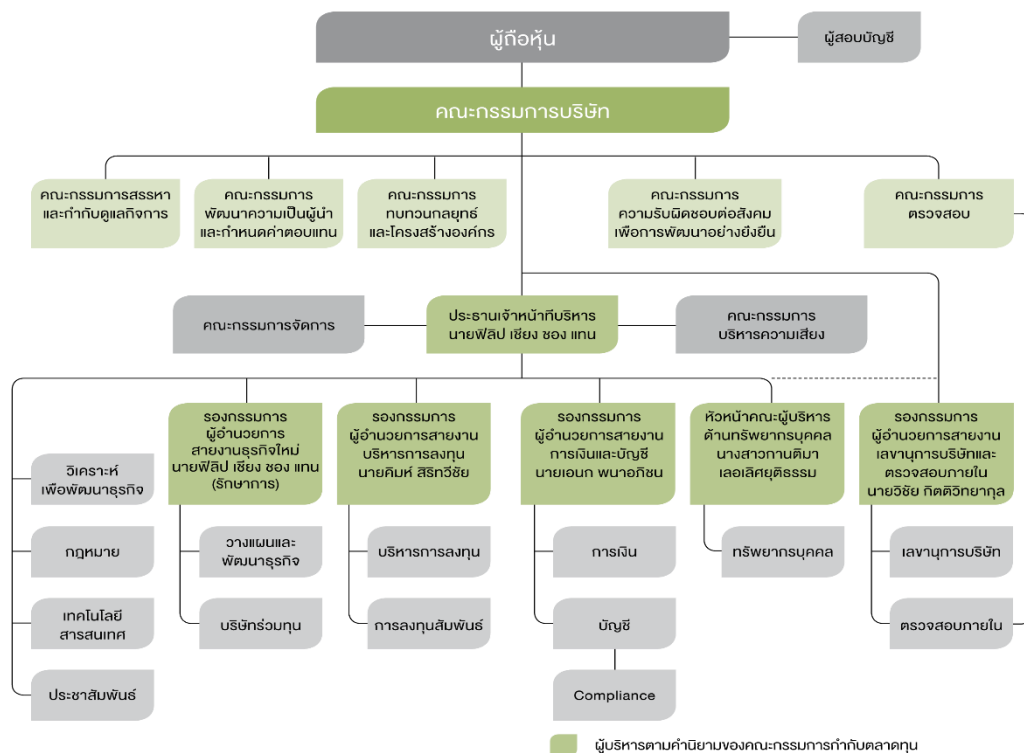 ผู้ถือหุ้น
ผู้สอบบัญชี
คณะกรรมการบริษัท
คณะกรรมการสรรหา
และกำกับดูแลกิจการ
คณะกรรมการ
พัฒนาความเป็นผู้นำ
และกำหนดค่าตอบแทน
คณะกรรมการ
ทบทวนกลยุทธ์
และโครงสร้างองค์กร
คณะกรรมการ
ความรับผิดชอบต่อสังคม
เพื่อการพัฒนาอย่างยั่งยืน
คณะกรรมการ
ตรวจสอบ
คณะกรรมการจัดการ
ประธานเจ้าหน้าที่บริหาร
นายฟิลิป เชียง ชอง แทน
คณะกรรมการ
บริหารความเสี่ยง
รองกรรมการ
ผู้อำนวยการ
สายงานธุรกิจใหม่
นายฟิลิป เชียง ชอง แทน
(รักษาการ)
รองกรรมการ
ผู้อำนวยการสายงาน
บริหารการลงทุน
นายคิมห์ สิริทวีชัย
รองกรรมการ
ผู้อำนวยการสายงาน
การเงินและบัญชี
นายเอนก พนาอภิชน
หัวหน้าคณะผู้บริหาร
ด้านทรัพยากรบุคคล
นางสาวกานติมา
เลอเลิศยุติธรรม
รองกรรมการ
ผู้อำนวยการสายงาน
เลขานุการบริษัทและ
ตรวจสอบภายใน
นายวิชัย กิตติวิทยากุล
วิเคราะห์
เพื่อพัฒนาธุรกิจ
กฎหมาย
เทคโนโลยี
สารสนเทศ
ประชาสัมพันธ์
วางแผนและ
พัฒนาธุรกิจ
บริษัทร่วมทุน
บริหารการลงทุน
การลงทุนสัมพันธ์
การเงิน
บัญชี
Compliance
ทรัพยากรบุคคล
เลขานุการบริษัท
ตรวจสอบภายใน
ผู้บริหารตามคำนิยามของคณะกรรมการกำกับตลาดทุน